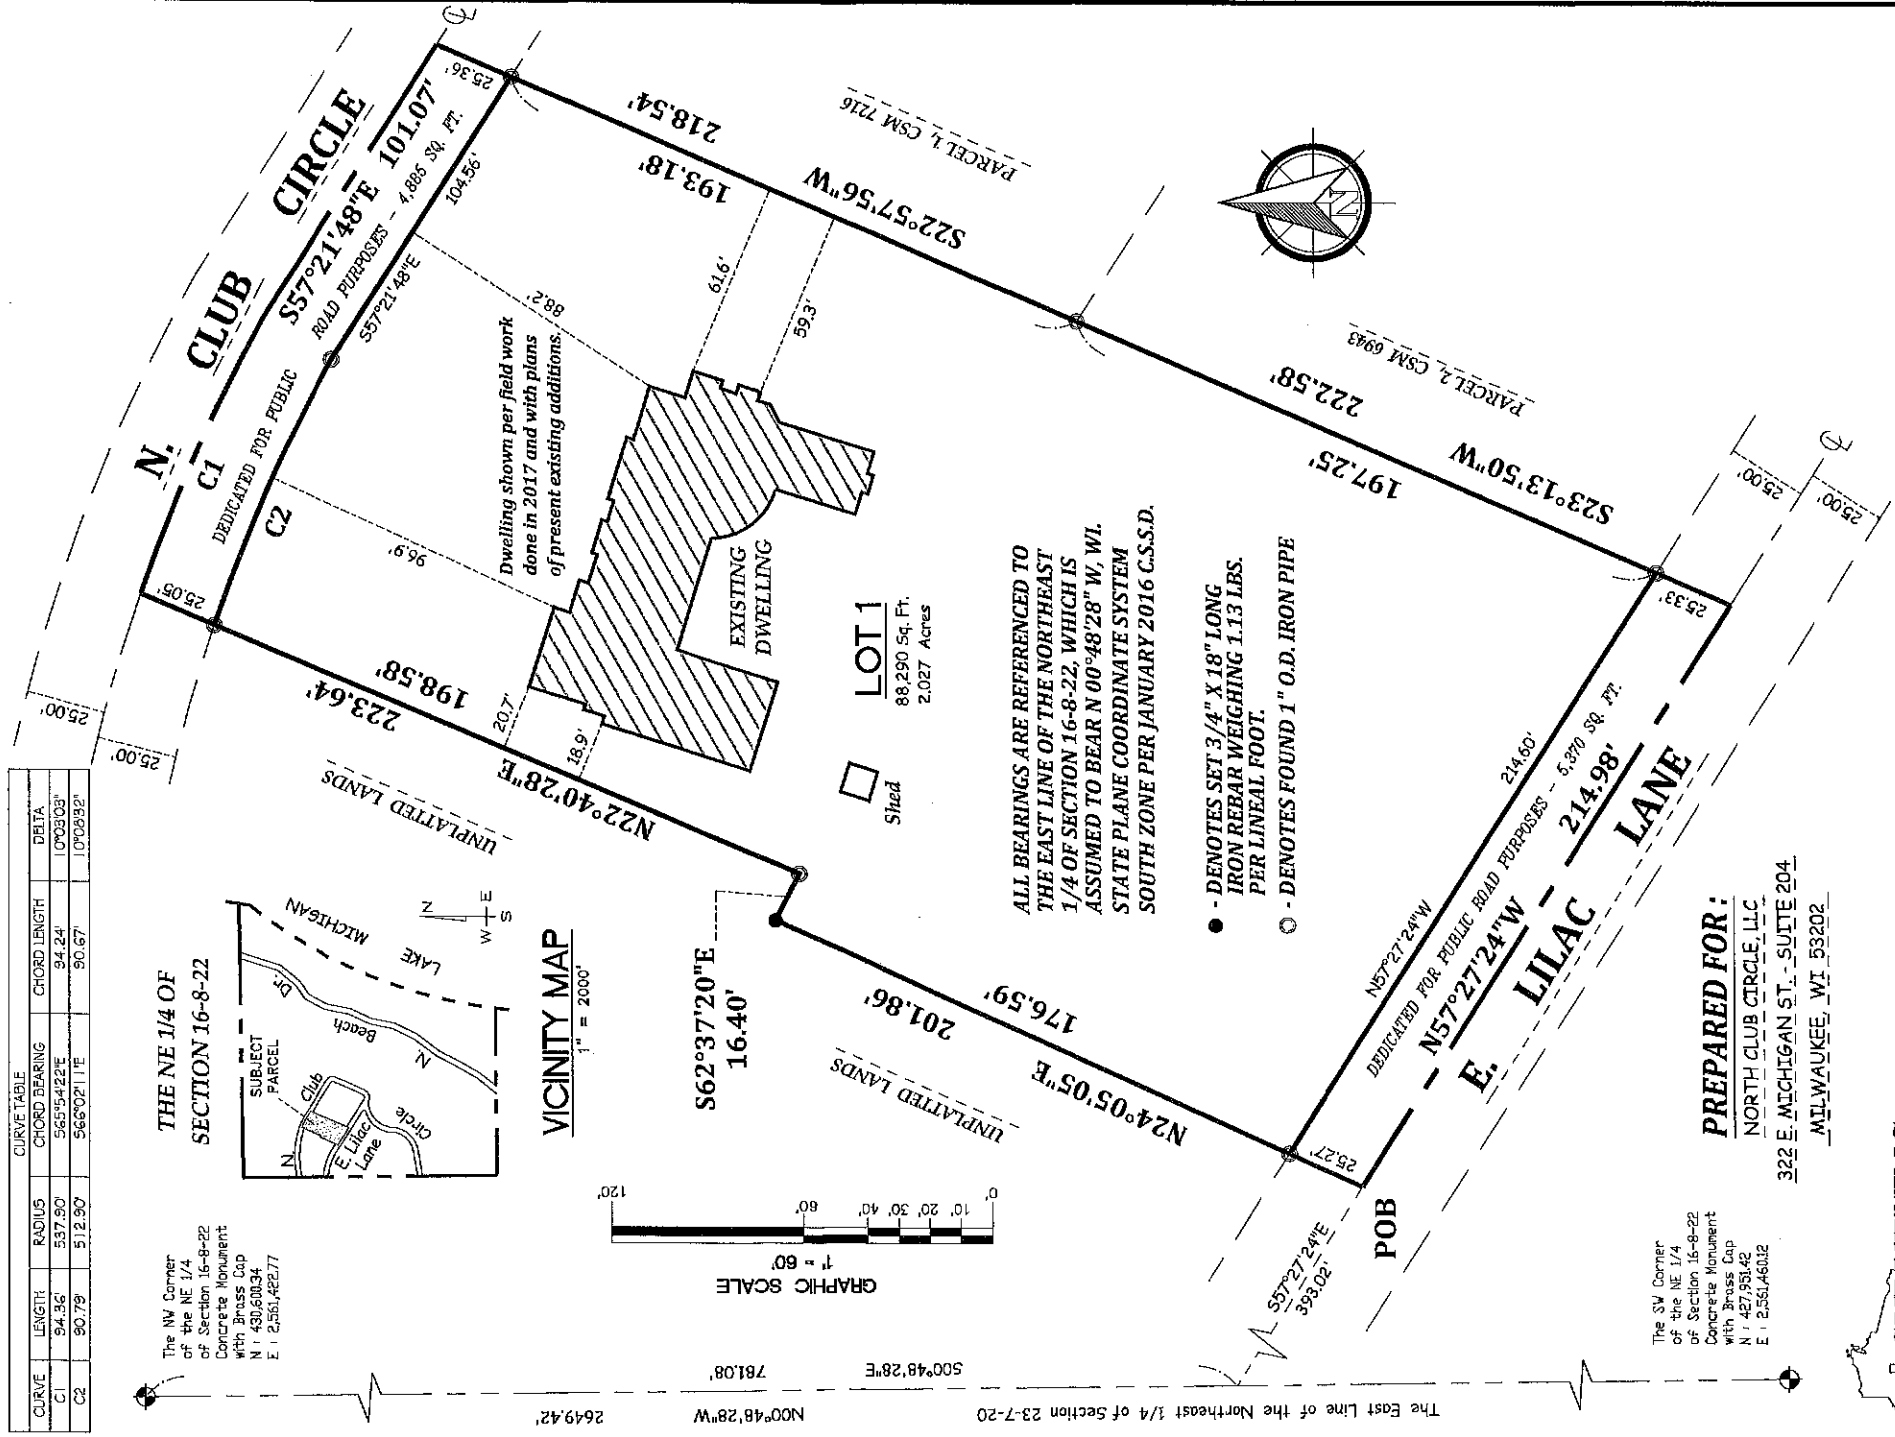 CURVE TABLE
CURVE LENGTH RADIUS CHORD BEARING CHORD LENGTH DELTA
C1 94.36' 537.90' S65°54'22"E 94.24' 10°03'03"
C2 90.79' 512.90' S66°02'11"E 90.67' 10°08'32"
The NW Corner
of the NE 1/4
of Section 16-8-22
Concrete Monument
with Brass Cap
N : 430,600.34
E : 2,561,422.77
THE NE 1/4 OF
SECTION 16-8-22
SUBJECT
PARCEL
N
Club
Circle
E. Lilac
Lane
N.
Beach
Dr.
LAKE
MICHIGAN
N
W E
S
VICINITY MAP
1" = 2000'
GRAPHIC SCALE
1" = 60'
0' 10' 20' 30' 40' 60' 120'
N. CLUB CIRCLE
C1
S57°21'48"E 101.07'
DEDICATED FOR PUBLIC
ROAD PURPOSES - 4,885 SQ. FT.
C2
S57°21'48"E
104.56'
25.36'
25.05'
25.00'
25.00'
218.54'
193.18'
S22°57'56"W
PARCEL 1, CSM 7216
223.64'
198.58'
N22°40'28"E
UNPLATTED LANDS
96.9'
88.2'
61.6'
59.3'
20.7'
18.9'
Dwelling shown per field work
done in 2017 and with plans
of present existing additions.
EXISTING
DWELLING
LOT 1
88,290 Sq. Ft.
2.027 Acres
Shed
S62°37'20"E
16.40'
N
222.58'
197.25'
S23°13'50"W
PARCEL 2, CSM 6943
201.86'
176.59'
N24°05'05"E
UNPLATTED LANDS
ALL BEARINGS ARE REFERENCED TO
THE EAST LINE OF THE NORTHEAST
1/4 OF SECTION 16-8-22, WHICH IS
ASSUMED TO BEAR N 00°48'28" W, WI.
STATE PLANE COORDINATE SYSTEM
SOUTH ZONE PER JANUARY 2016 C.S.S.D.
- DENOTES SET 3/4" X 18" LONG
IRON REBAR WEIGHING 1.13 LBS.
PER LINEAL FOOT.
- DENOTES FOUND 1" O.D. IRON PIPE
214.60'
N57°27'24"W
DEDICATED FOR PUBLIC ROAD PURPOSES - 5,370 SQ. FT.
N57°27'24"W 214.98'
E. LILAC LANE
25.33'
25.00'
25.00'
25.27'
POB
S57°27'24"E
393.02'
S00°48'28"E 781.08'
N00°48'28"W 2649.42'
The East Line of the Northeast 1/4 of Section 23-7-20
The SW Corner
of the NE 1/4
of Section 16-8-22
Concrete Monument
with Brass Cap
N : 427,951.42
E : 2,561,460.12
PREPARED FOR:
NORTH CLUB CIRCLE, LLC
322 E. MICHIGAN ST. - SUITE 204
MILWAUKEE, WI 53202